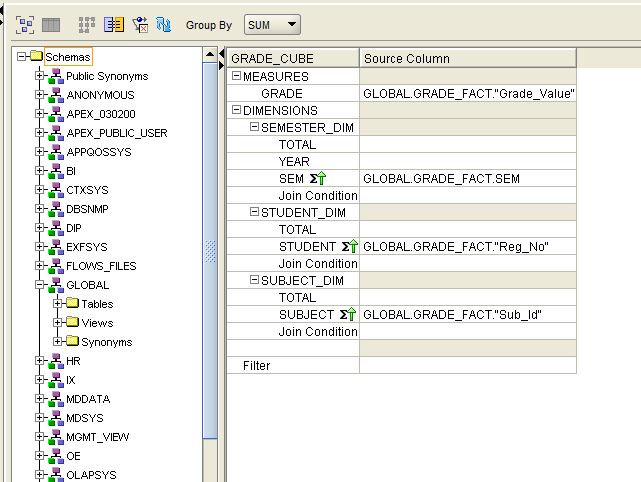 Group By SUM
Schemas
Public Synonyms
ANONYMOUS
APEX_030200
APEX_PUBLIC_USER
APPQOSSYS
BI
CTXSYS
DBSNMP
DIP
EXFSYS
FLOWS_FILES
GLOBAL
Tables
Views
Synonyms
HR
IX
MDDATA
MDSYS
MGMT_VIEW
OE
OLAPSYS
GRADE_CUBE Source Column
MEASURES
GRADE GLOBAL.GRADE_FACT."Grade_Value"
DIMENSIONS
SEMESTER_DIM
TOTAL
YEAR
SEM Σ GLOBAL.GRADE_FACT.SEM
Join Condition
STUDENT_DIM
TOTAL
STUDENT Σ GLOBAL.GRADE_FACT."Reg_No"
Join Condition
SUBJECT_DIM
TOTAL
SUBJECT Σ GLOBAL.GRADE_FACT."Sub_Id"
Join Condition
Filter